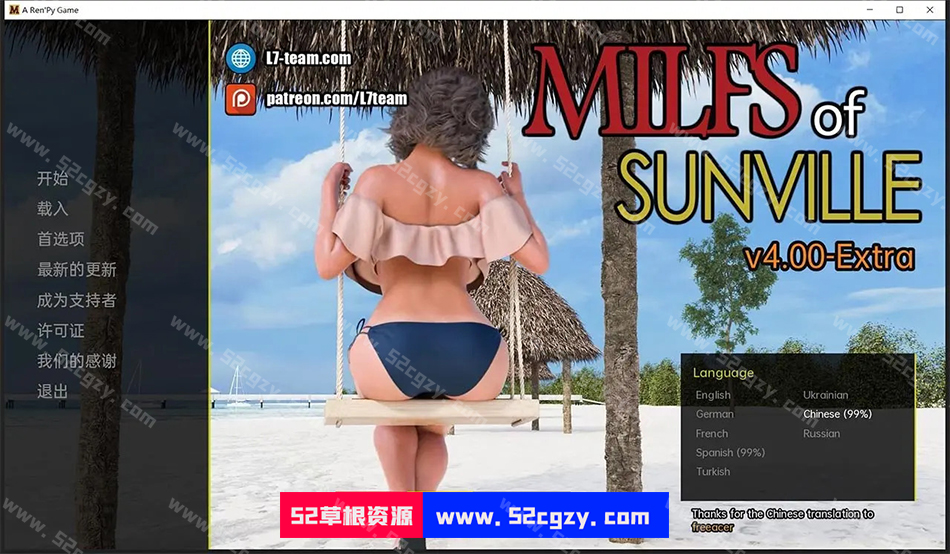 A Ren'Py Game
L7-team.com
patreon.com/L7team
MILFS of
SUNVILLE
v4.00-Extra
开始
载入
首选项
最新的更新
成为支持者
许可证
我们的感谢
退出
Language
English
German
French
Spanish (99%)
Turkish
Ukrainian
Chinese (99%)
Russian
Thanks for the Chinese translation to
freeacer
52草根资源 www.52cgzy.com
www.52cgzy.com